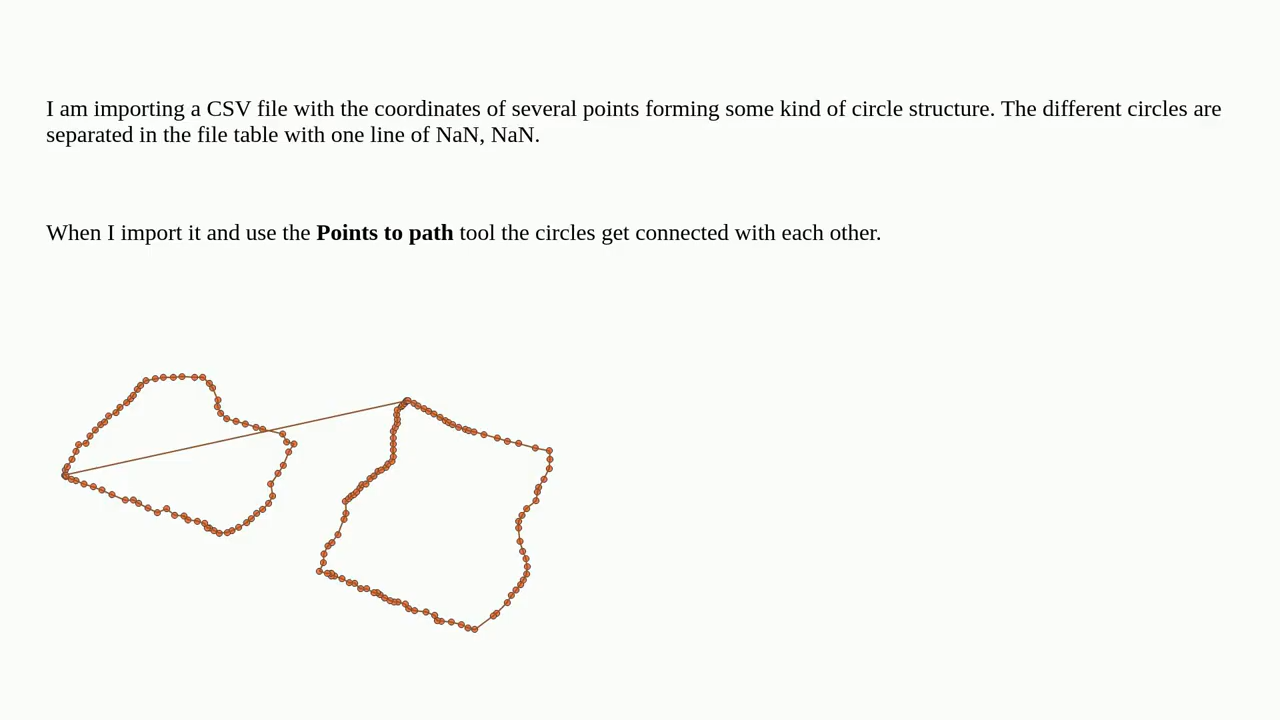 I am importing a CSV file with the coordinates of several points forming some kind of circle structure. The different circles are
separated in the file table with one line of NaN, NaN.
When I import it and use the Points to path tool the circles get connected with each other.